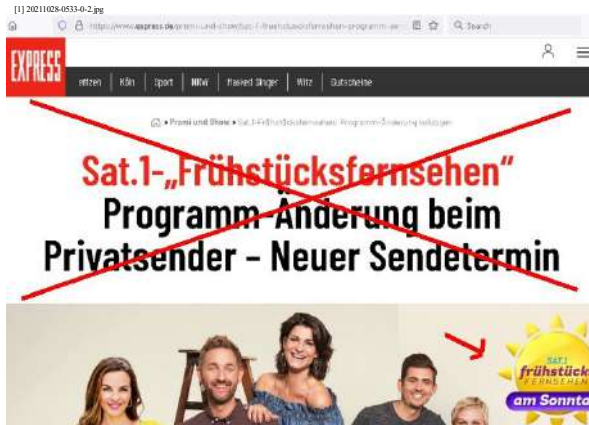 [1] 20211028-0533-0-2.jpg
Search
EXPRESS
Köln
Sport
NRW
Masked Singer
Witz
Gutscheine
Promi und Show
Sat.1-„Frühstücksfernsehen“
Programm-Änderung beim
Privatsender – Neuer Sendetermin
SAT.1
frühstück
FERNSEHEN
am Sonnta